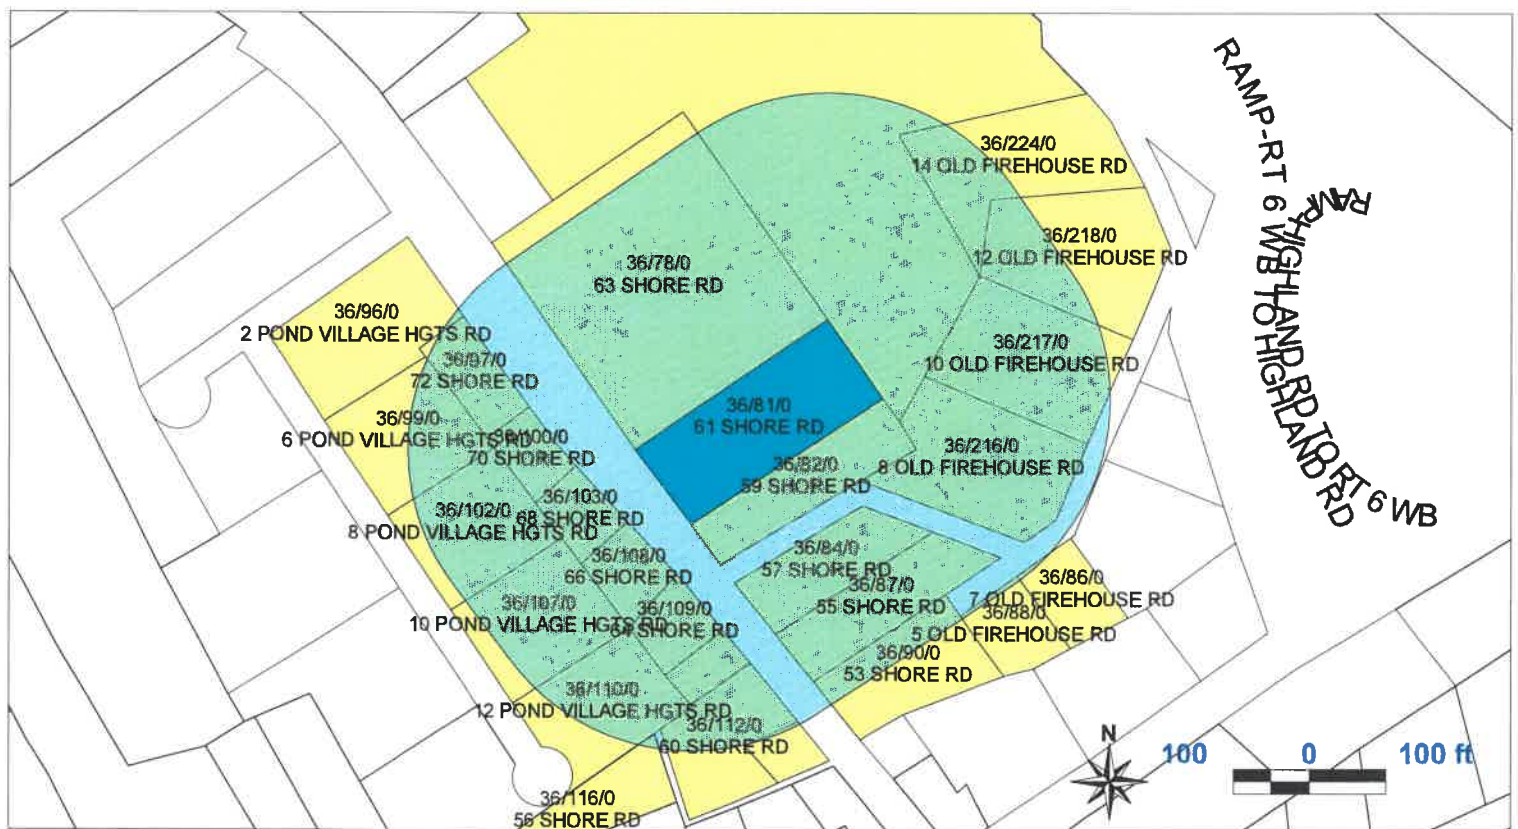 RAMP-RT 6 WB TO HIGHLAND RD
RAMP-HIGHLAND RD TO RT 6 WB
36/224/0
14 OLD FIREHOUSE RD
36/218/0
12 OLD FIREHOUSE RD
36/78/0
63 SHORE RD
36/96/0
2 POND VILLAGE HGTS RD
36/217/0
10 OLD FIREHOUSE RD
36/97/0
72 SHORE RD
36/81/0
61 SHORE RD
36/99/0
6 POND VILLAGE HGTS RD
36/100/0
70 SHORE RD
36/216/0
8 OLD FIREHOUSE RD
36/82/0
59 SHORE RD
36/103/0
68 SHORE RD
36/102/0
8 POND VILLAGE HGTS RD
36/84/0
57 SHORE RD
36/108/0
66 SHORE RD
36/87/0
55 SHORE RD
36/86/0
7 OLD FIREHOUSE RD
36/107/0
10 POND VILLAGE HGTS RD
36/109/0
64 SHORE RD
36/88/0
5 OLD FIREHOUSE RD
36/90/0
53 SHORE RD
36/110/0
12 POND VILLAGE HGTS RD
36/112/0
60 SHORE RD
36/116/0
56 SHORE RD
N
100 0 100 ft